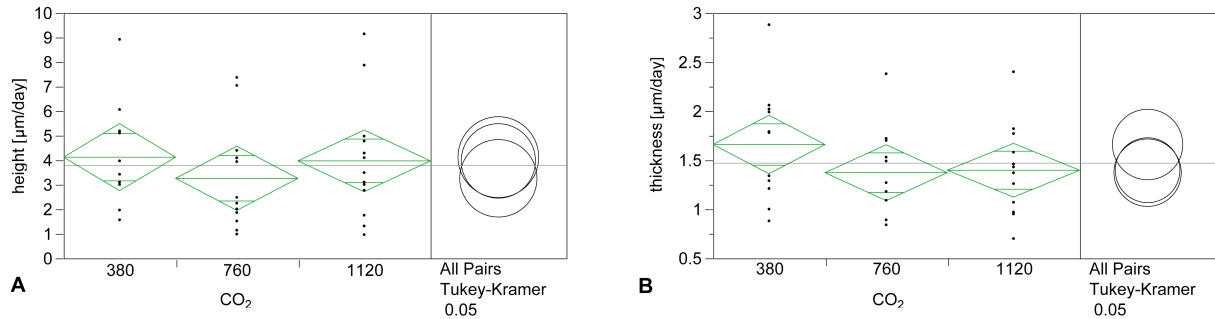 10
9
8
7
6
5
4
3
2
1
0
height [µm/day]
380 760 1120
CO₂
All Pairs
Tukey-Kramer
0.05
A
3
2.5
2
1.5
1
0.5
thickness [µm/day]
380 760 1120
CO₂
All Pairs
Tukey-Kramer
0.05
B